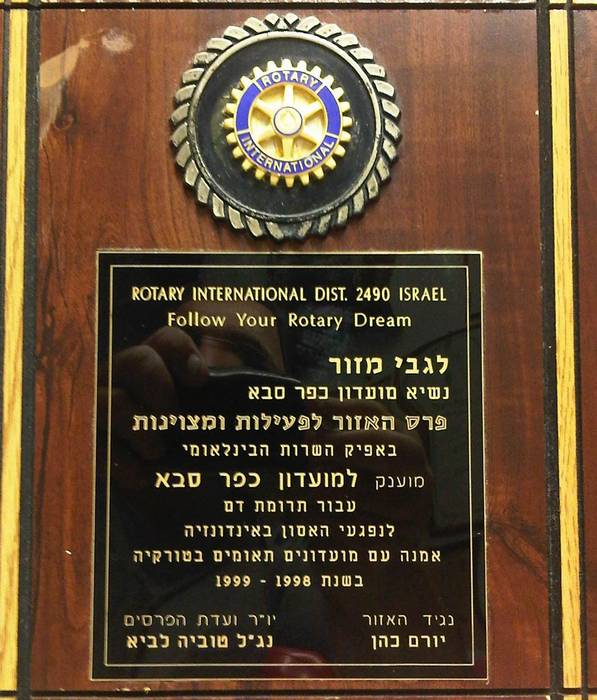 ROTARY
INTERNATIONAL
ROTARY INTERNATIONAL DIST. 2490 ISRAEL
Follow Your Rotary Dream
לגבי מזור
נשיא מועדון כפר סבא
פרס האזור לפעילות ומצוינות
באפיק השרות הבינלאומי
מוענק למועדון כפר סבא
עבור תרומת דם
לנפגעי האסון באינדונזיה
אמנה עם מועדונים תאומים בטורקיה
בשנת 1998 - 1999
נגיד האזור
יורם כהן
יו"ר ועדת הפרסים
נג"ל טוביה לביא